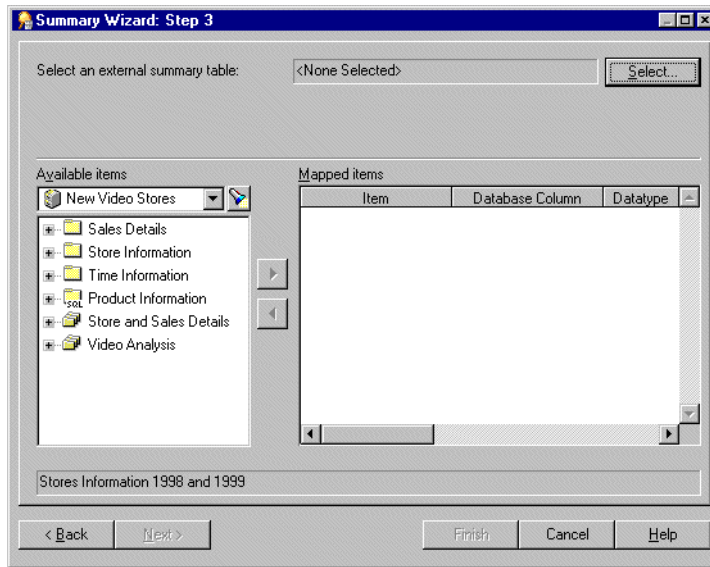 Summary Wizard: Step 3
Select an external summary table: <None Selected> Select...
Available items
New Video Stores
Sales Details
Store Information
Time Information
SQL Product Information
Store and Sales Details
Video Analysis
Mapped items
Item Database Column Datatype
Stores Information 1998 and 1999
< Back Next > Finish Cancel Help